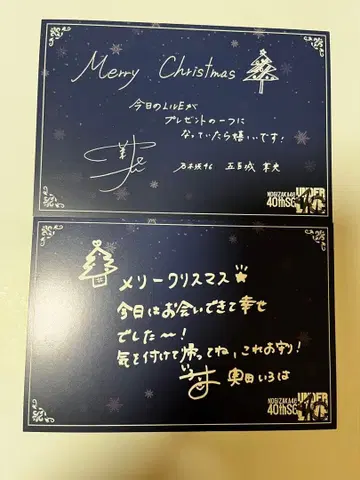 Merry Christmas
今日のLIVEが
プレゼントの一つに
なっていたら嬉いです!
乃木坂46 五百城 茉央
NOGIZAKA46
UNDER
40thSG
LIVE
メリークリスマス
今日はお会いできて幸せ
でした〜!
気を付けて帰ってね、これお守り!
奥田いろは
NOGIZAKA46
UNDER
40thSG
LIVE